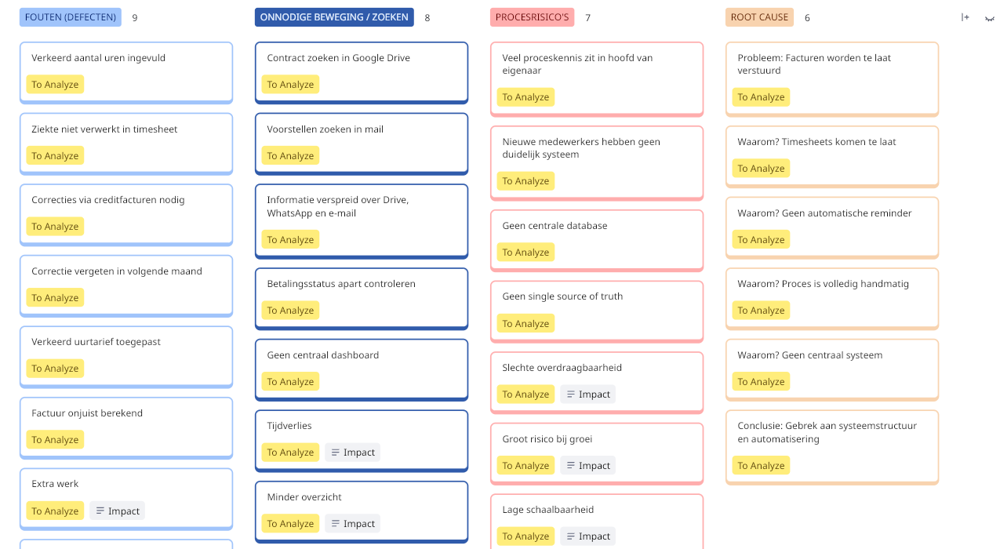 FOUTEN (DEFECTEN) 9
Verkeerd aantal uren ingevuld
To Analyze
Ziekte niet verwerkt in timesheet
To Analyze
Correcties via creditfacturen nodig
To Analyze
Correctie vergeten in volgende maand
To Analyze
Verkeerd uurtarief toegepast
To Analyze
Factuur onjuist berekend
To Analyze
Extra werk
To Analyze Impact
ONNODIGE BEWEGING / ZOEKEN 8
Contract zoeken in Google Drive
To Analyze
Voorstellen zoeken in mail
To Analyze
Informatie verspreid over Drive,
WhatsApp en e-mail
To Analyze
Betalingsstatus apart controleren
To Analyze
Geen centraal dashboard
To Analyze
Tijdverlies
To Analyze Impact
Minder overzicht
To Analyze Impact
PROCESRISICO'S 7
Veel proceskennis zit in hoofd van
eigenaar
To Analyze
Nieuwe medewerkers hebben geen
duidelijk systeem
To Analyze
Geen centrale database
To Analyze
Geen single source of truth
To Analyze
Slechte overdraagbaarheid
To Analyze Impact
Groot risico bij groei
To Analyze Impact
Lage schaalbaarheid
To Analyze Impact
ROOT CAUSE 6
Probleem: Facturen worden te laat
verstuurd
To Analyze
Waarom? Timesheets komen te laat
To Analyze
Waarom? Geen automatische reminder
To Analyze
Waarom? Proces is volledig handmatig
To Analyze
Waarom? Geen centraal systeem
To Analyze
Conclusie: Gebrek aan systeemstructuur
en automatisering
To Analyze